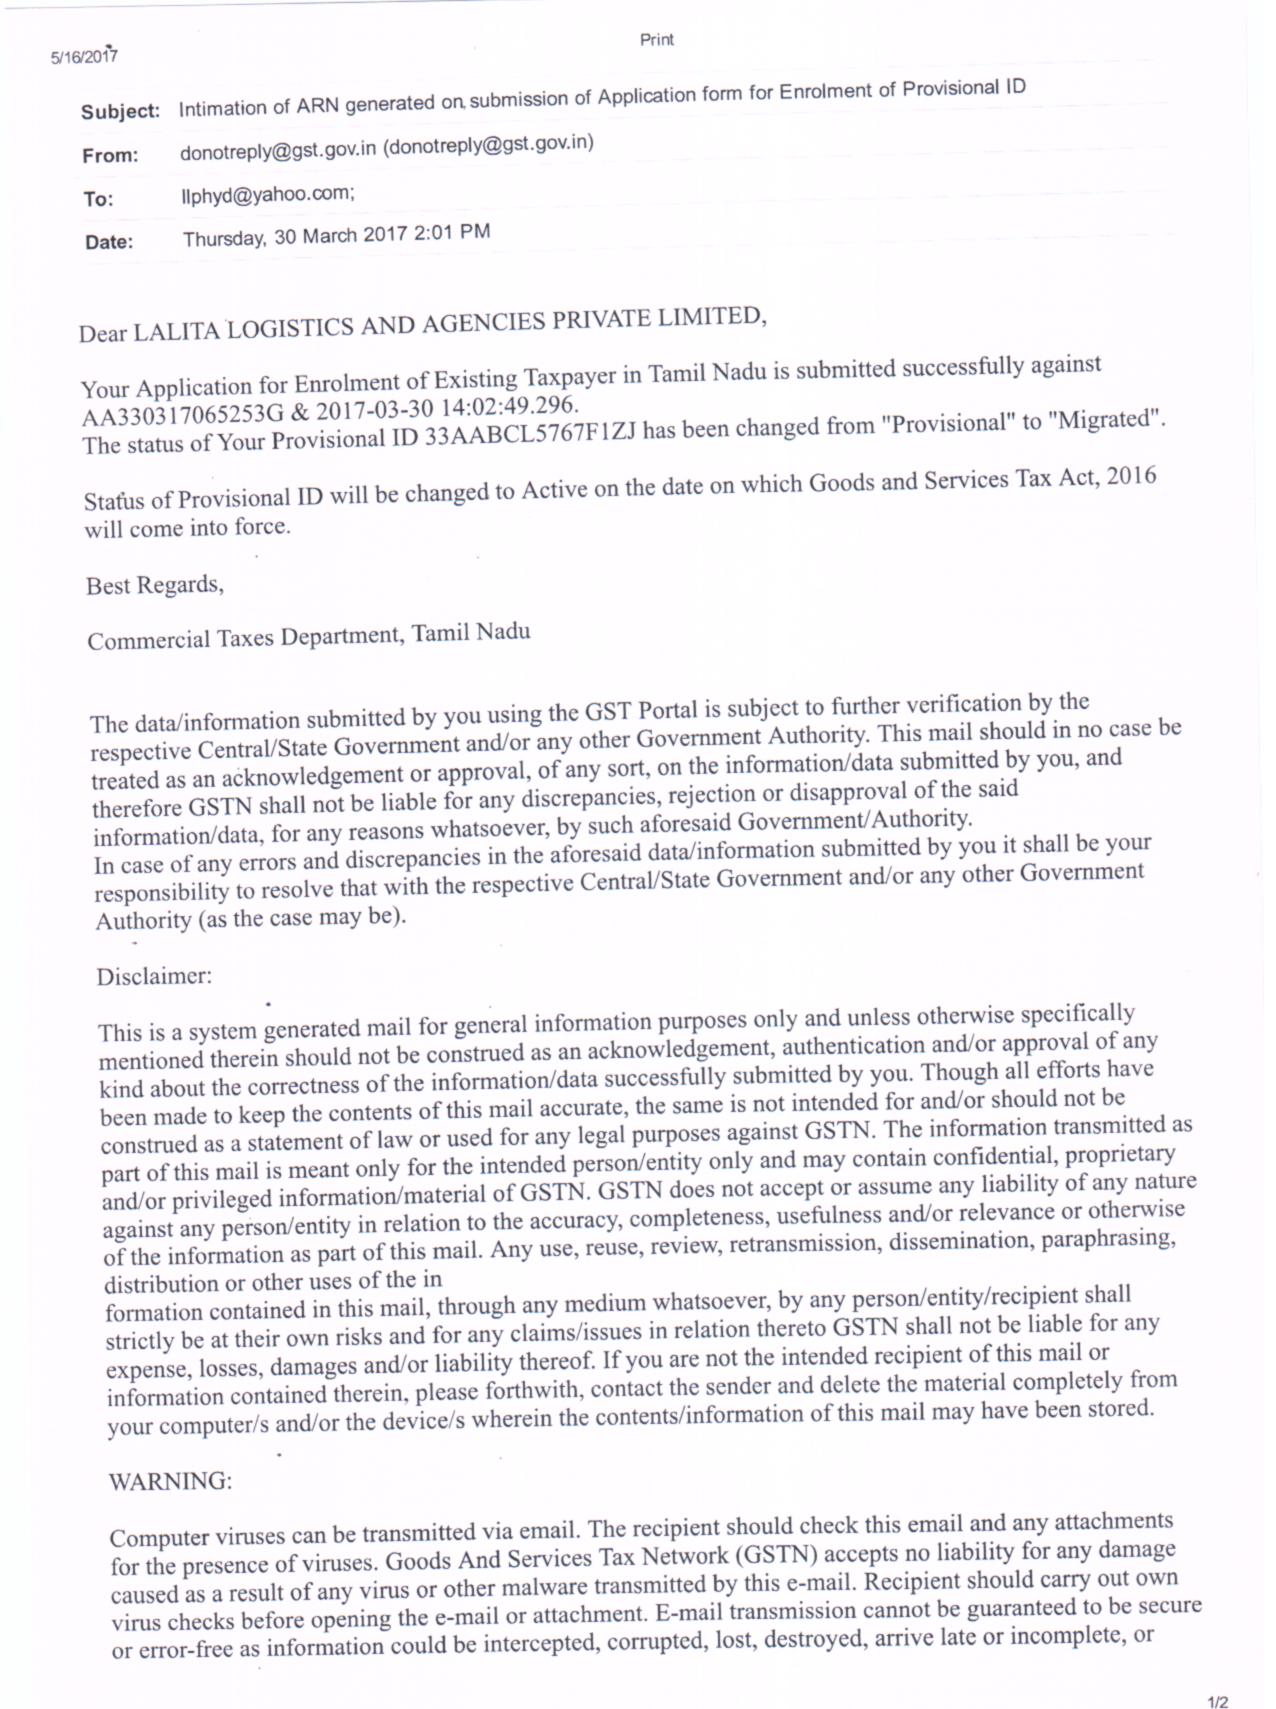 5/16/2017
Print
Subject: Intimation of ARN generated on submission of Application form for Enrolment of Provisional ID
From: donotreply@gst.gov.in (donotreply@gst.gov.in)
To: llphyd@yahoo.com;
Date: Thursday, 30 March 2017 2:01 PM
Dear LALITA LOGISTICS AND AGENCIES PRIVATE LIMITED,
Your Application for Enrolment of Existing Taxpayer in Tamil Nadu is submitted successfully against
AA330317065253G & 2017-03-30 14:02:49.296.
The status of Your Provisional ID 33AABCL5767F1ZJ has been changed from "Provisional" to "Migrated".
Status of Provisional ID will be changed to Active on the date on which Goods and Services Tax Act, 2016
will come into force.
Best Regards,
Commercial Taxes Department, Tamil Nadu
The data/information submitted by you using the GST Portal is subject to further verification by the
respective Central/State Government and/or any other Government Authority. This mail should in no case be
treated as an acknowledgement or approval, of any sort, on the information/data submitted by you, and
therefore GSTN shall not be liable for any discrepancies, rejection or disapproval of the said
information/data, for any reasons whatsoever, by such aforesaid Government/Authority.
In case of any errors and discrepancies in the aforesaid data/information submitted by you it shall be your
responsibility to resolve that with the respective Central/State Government and/or any other Government
Authority (as the case may be).
Disclaimer:
This is a system generated mail for general information purposes only and unless otherwise specifically
mentioned therein should not be construed as an acknowledgement, authentication and/or approval of any
kind about the correctness of the information/data successfully submitted by you. Though all efforts have
been made to keep the contents of this mail accurate, the same is not intended for and/or should not be
construed as a statement of law or used for any legal purposes against GSTN. The information transmitted as
part of this mail is meant only for the intended person/entity only and may contain confidential, proprietary
and/or privileged information/material of GSTN. GSTN does not accept or assume any liability of any nature
against any person/entity in relation to the accuracy, completeness, usefulness and/or relevance or otherwise
of the information as part of this mail. Any use, reuse, review, retransmission, dissemination, paraphrasing,
distribution or other uses of the in
formation contained in this mail, through any medium whatsoever, by any person/entity/recipient shall
strictly be at their own risks and for any claims/issues in relation thereto GSTN shall not be liable for any
expense, losses, damages and/or liability thereof. If you are not the intended recipient of this mail or
information contained therein, please forthwith, contact the sender and delete the material completely from
your computer/s and/or the device/s wherein the contents/information of this mail may have been stored.
WARNING:
Computer viruses can be transmitted via email. The recipient should check this email and any attachments
for the presence of viruses. Goods And Services Tax Network (GSTN) accepts no liability for any damage
caused as a result of any virus or other malware transmitted by this e-mail. Recipient should carry out own
virus checks before opening the e-mail or attachment. E-mail transmission cannot be guaranteed to be secure
or error-free as information could be intercepted, corrupted, lost, destroyed, arrive late or incomplete, or
1/2